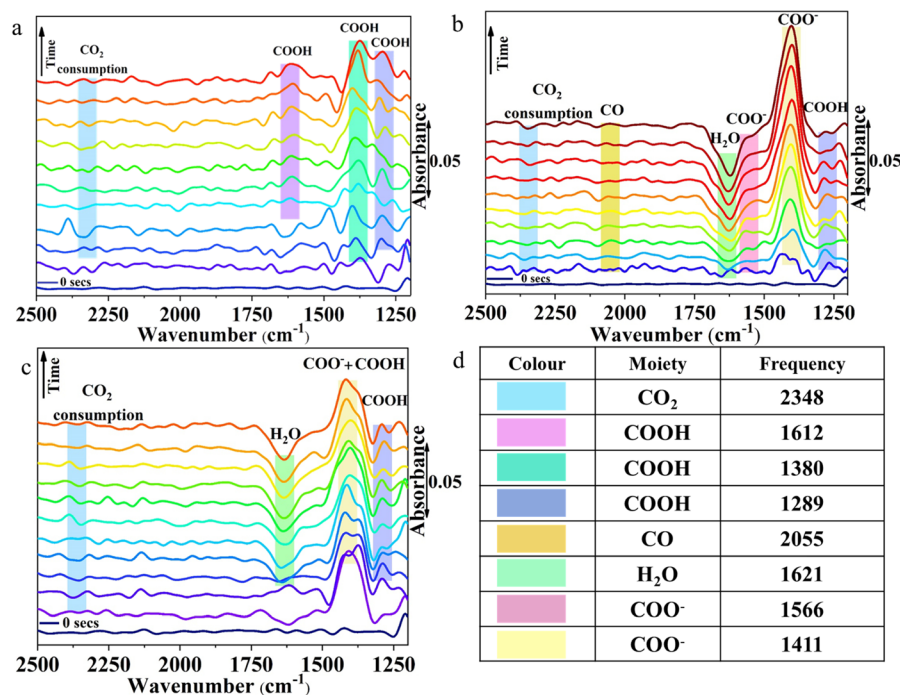 a
Time
CO2 consumption
COOH
COOH
COOH
Absorbance
0.05
0 secs
2500 2250 2000 1750 1500 1250
Wavenumber (cm-1)
b
Time
CO2
consumption
CO
H2O
COO-
COO-
COOH
Absorbance
0.05
0 secs
2500 2250 2000 1750 1500 1250
Waveumber (cm-1)
c
Time
CO2
consumption
H2O
COO-+COOH
COOH
Absorbance
0.05
0 secs
2500 2250 2000 1750 1500 1250
Wavenumber (cm-1)
d
Colour Moiety Frequency
CO2 2348
COOH 1612
COOH 1380
COOH 1289
CO 2055
H2O 1621
COO- 1566
COO- 1411